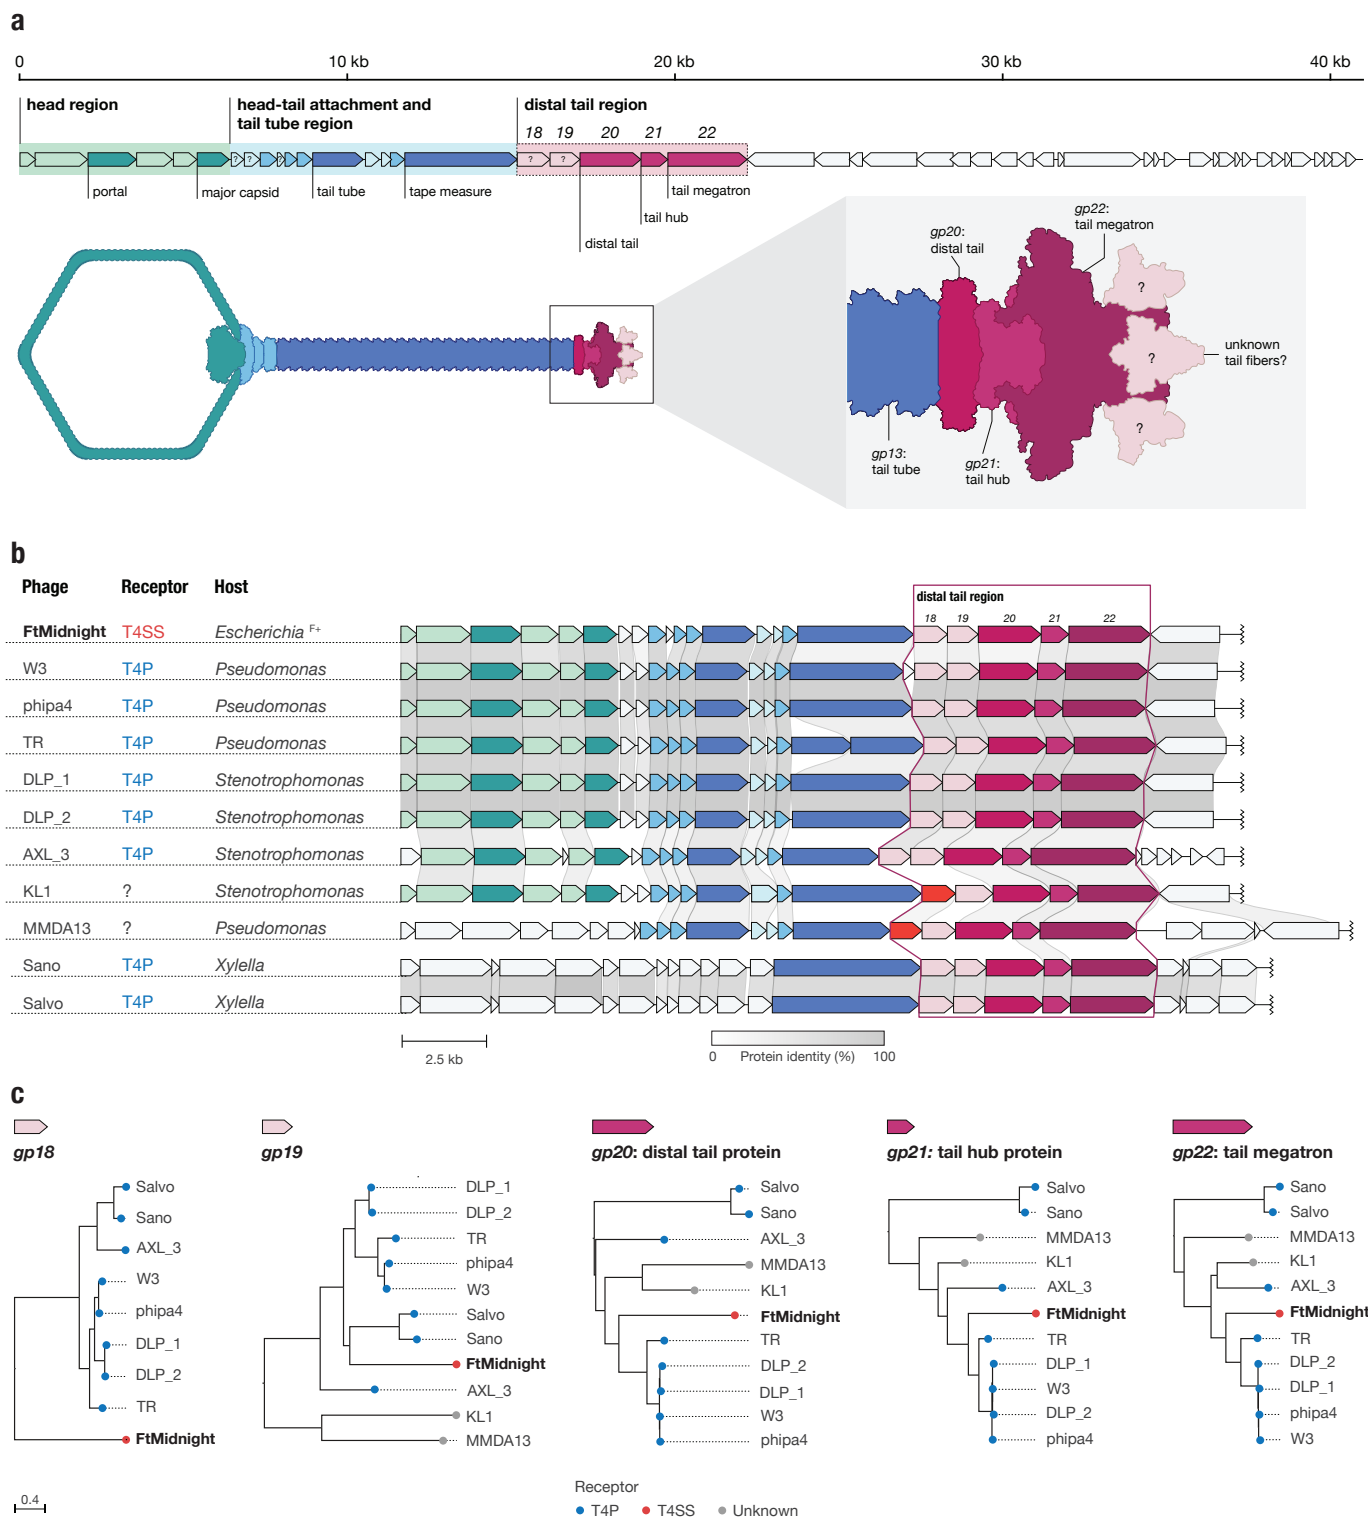 a
0 10 kb 20 kb 30 kb 40 kb
head region
head-tail attachment and
tail tube region
distal tail region
18 19 20 21 22
? ? ? ? ?
portal
major capsid
tail tube
tape measure
tail megatron
tail hub
distal tail
gp22:
tail megatron
gp20:
distal tail
?
?
?
unknown
tail fibers?
gp13:
tail tube
gp21:
tail hub
b
Phage Receptor Host
distal tail region
18 19 20 21 22
FtMidnight T4SS Escherichia F+
W3 T4P Pseudomonas
phipa4 T4P Pseudomonas
TR T4P Pseudomonas
DLP_1 T4P Stenotrophomonas
DLP_2 T4P Stenotrophomonas
AXL_3 T4P Stenotrophomonas
KL1 ? Stenotrophomonas
MMDA13 ? Pseudomonas
Sano T4P Xylella
Salvo T4P Xylella
2.5 kb
0 Protein identity (%) 100
c
gp18
Salvo
Sano
AXL_3
W3
phipa4
DLP_1
DLP_2
TR
FtMidnight
0.4
gp19
DLP_1
DLP_2
TR
phipa4
W3
Salvo
Sano
FtMidnight
AXL_3
KL1
MMDA13
gp20: distal tail protein
Salvo
Sano
AXL_3
MMDA13
KL1
FtMidnight
TR
DLP_2
DLP_1
W3
phipa4
gp21: tail hub protein
Salvo
Sano
MMDA13
KL1
AXL_3
FtMidnight
TR
DLP_1
W3
DLP_2
phipa4
gp22: tail megatron
Sano
Salvo
MMDA13
KL1
AXL_3
FtMidnight
TR
DLP_2
DLP_1
phipa4
W3
Receptor
T4P T4SS Unknown